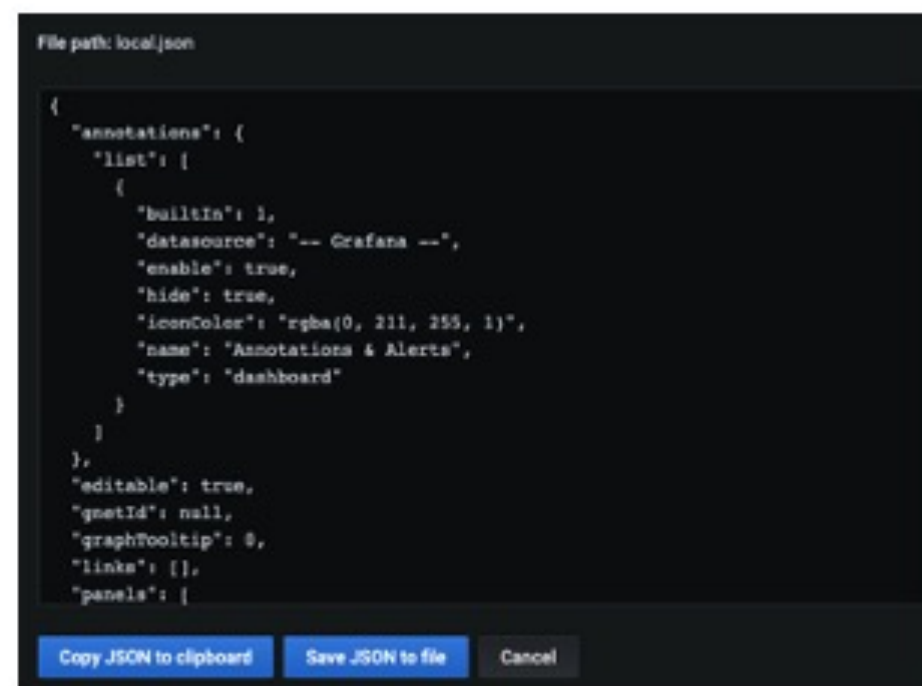 File path: local.json
{
"annotations": {
"list": [
{
"builtIn": 1,
"datasource": "-- Grafana --",
"enable": true,
"hide": true,
"iconColor": "rgba(0, 211, 255, 1)",
"name": "Annotations & Alerts",
"type": "dashboard"
}
]
},
"editable": true,
"gnetId": null,
"graphTooltip": 0,
"links": [],
"panels": [
Copy JSON to clipboard Save JSON to file Cancel